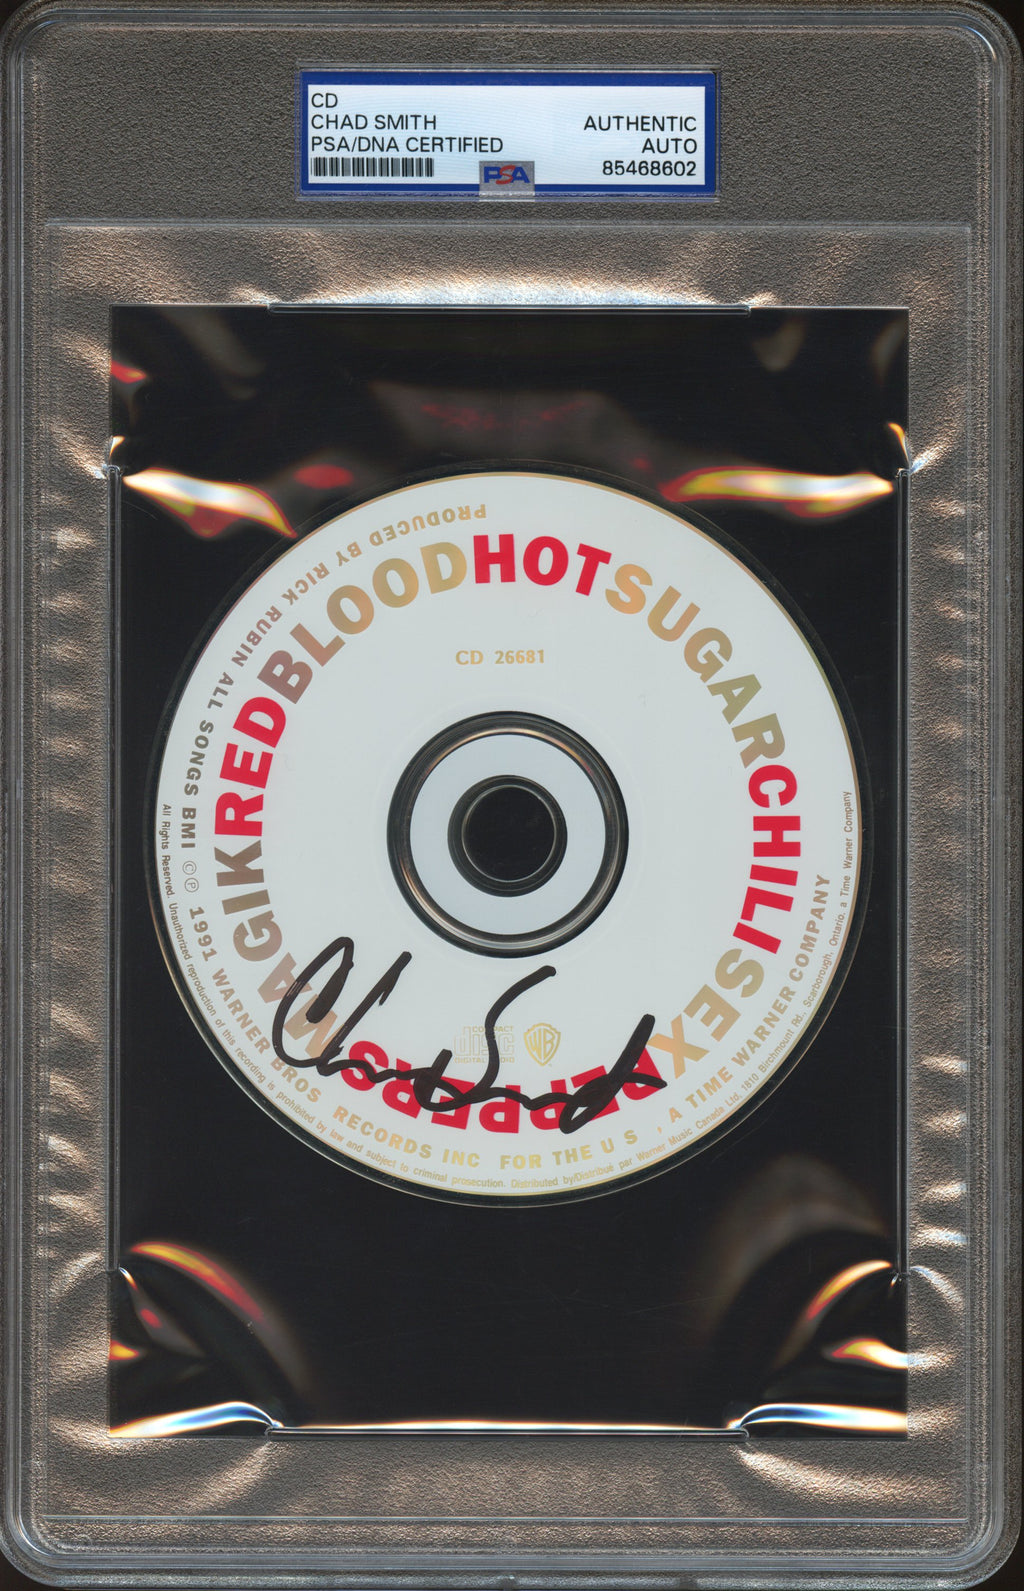 CD
CHAD SMITH
PSA/DNA CERTIFIED
AUTHENTIC
AUTO
85468602
PSA
REDBLOODHOTSUGARCHILISEXPEPPERSMAGIK
CD 26681
COMPACT
disc
DIGITAL AUDIO
WB
Chad Smith
PRODUCED BY RICK RUBIN ALL SONGS BMI ©℗ 1991 WARNER BROS RECORDS INC FOR THE U S , A TIME WARNER COMPANY
All Rights Reserved. Unauthorized reproduction of this recording is prohibited by law and subject to criminal prosecution. Distributed by/Distribué par Warner Music Canada Ltd. 1810 Birchmount Rd., Scarborough, Ontario, a Time Warner Company